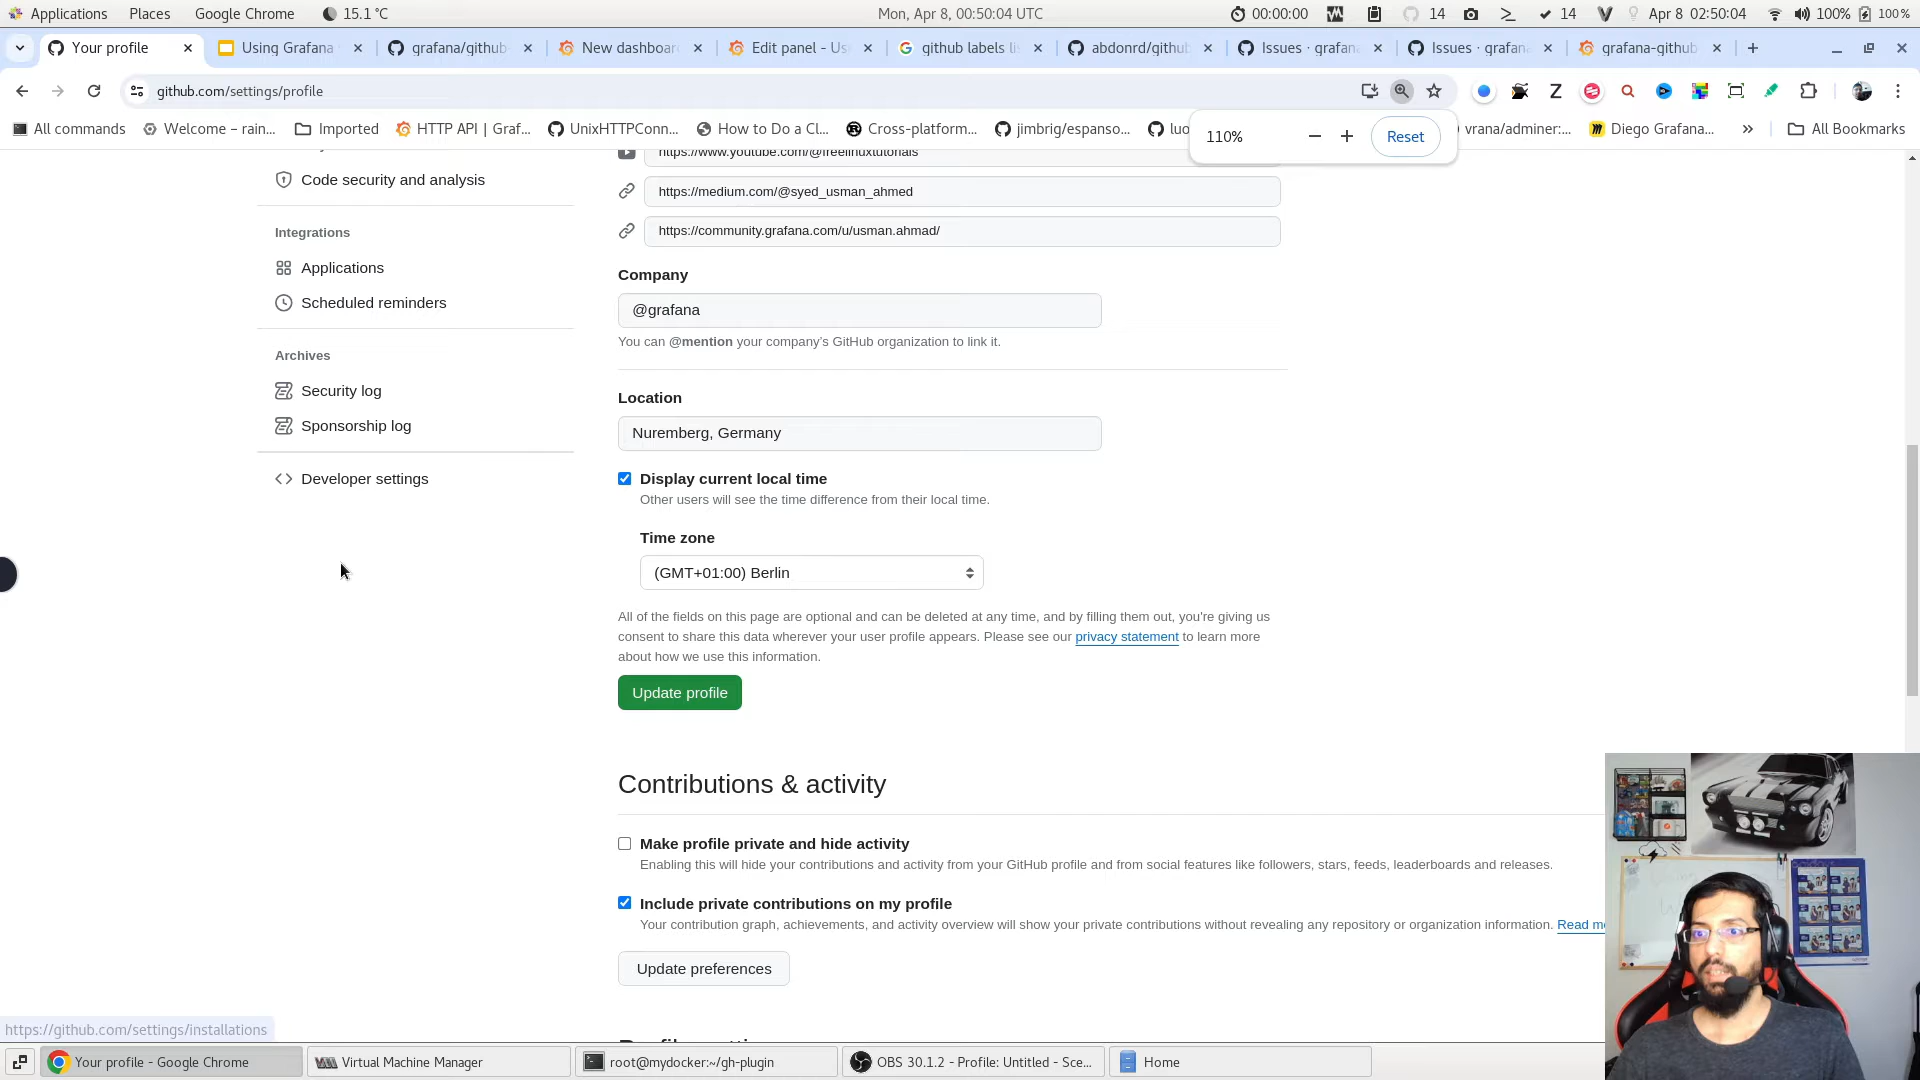 Applications Places Google Chrome 15.1 °C Mon, Apr 8, 00:50:04 UTC 00:00:00 14 14 Apr 8 02:50:04 100% 100%
Your profile Using Grafana grafana/github- New dashboar Edit panel - Us github labels li abdonrd/github Issues · grafana Issues · grafana grafana-github
github.com/settings/profile
All commands Welcome – rain... Imported HTTP API | Graf... UnixHTTPConn... How to Do a Cl... Cross-platform... jimbrig/espanso... luo vrana/adminer:... Diego Grafana... » All Bookmarks
110% Reset
https://www.youtube.com/@freelinuxtutorials
Code security and analysis
https://medium.com/@syed_usman_ahmed
https://community.grafana.com/u/usman.ahmad/
Integrations
Applications
Scheduled reminders
Archives
Security log
Sponsorship log
Developer settings
Company
@grafana
You can @mention your company's GitHub organization to link it.
Location
Nuremberg, Germany
Display current local time
Other users will see the time difference from their local time.
Time zone
(GMT+01:00) Berlin
All of the fields on this page are optional and can be deleted at any time, and by filling them out, you're giving us
consent to share this data wherever your user profile appears. Please see our privacy statement to learn more
about how we use this information.
Update profile
Contributions & activity
Make profile private and hide activity
Enabling this will hide your contributions and activity from your GitHub profile and from social features like followers, stars, feeds, leaderboards and releases.
Include private contributions on my profile
Your contribution graph, achievements, and activity overview will show your private contributions without revealing any repository or organization information. Read mo
Update preferences
https://github.com/settings/installations
Your profile - Google Chrome Virtual Machine Manager root@mydocker:~/gh-plugin OBS 30.1.2 - Profile: Untitled - Sce... Home